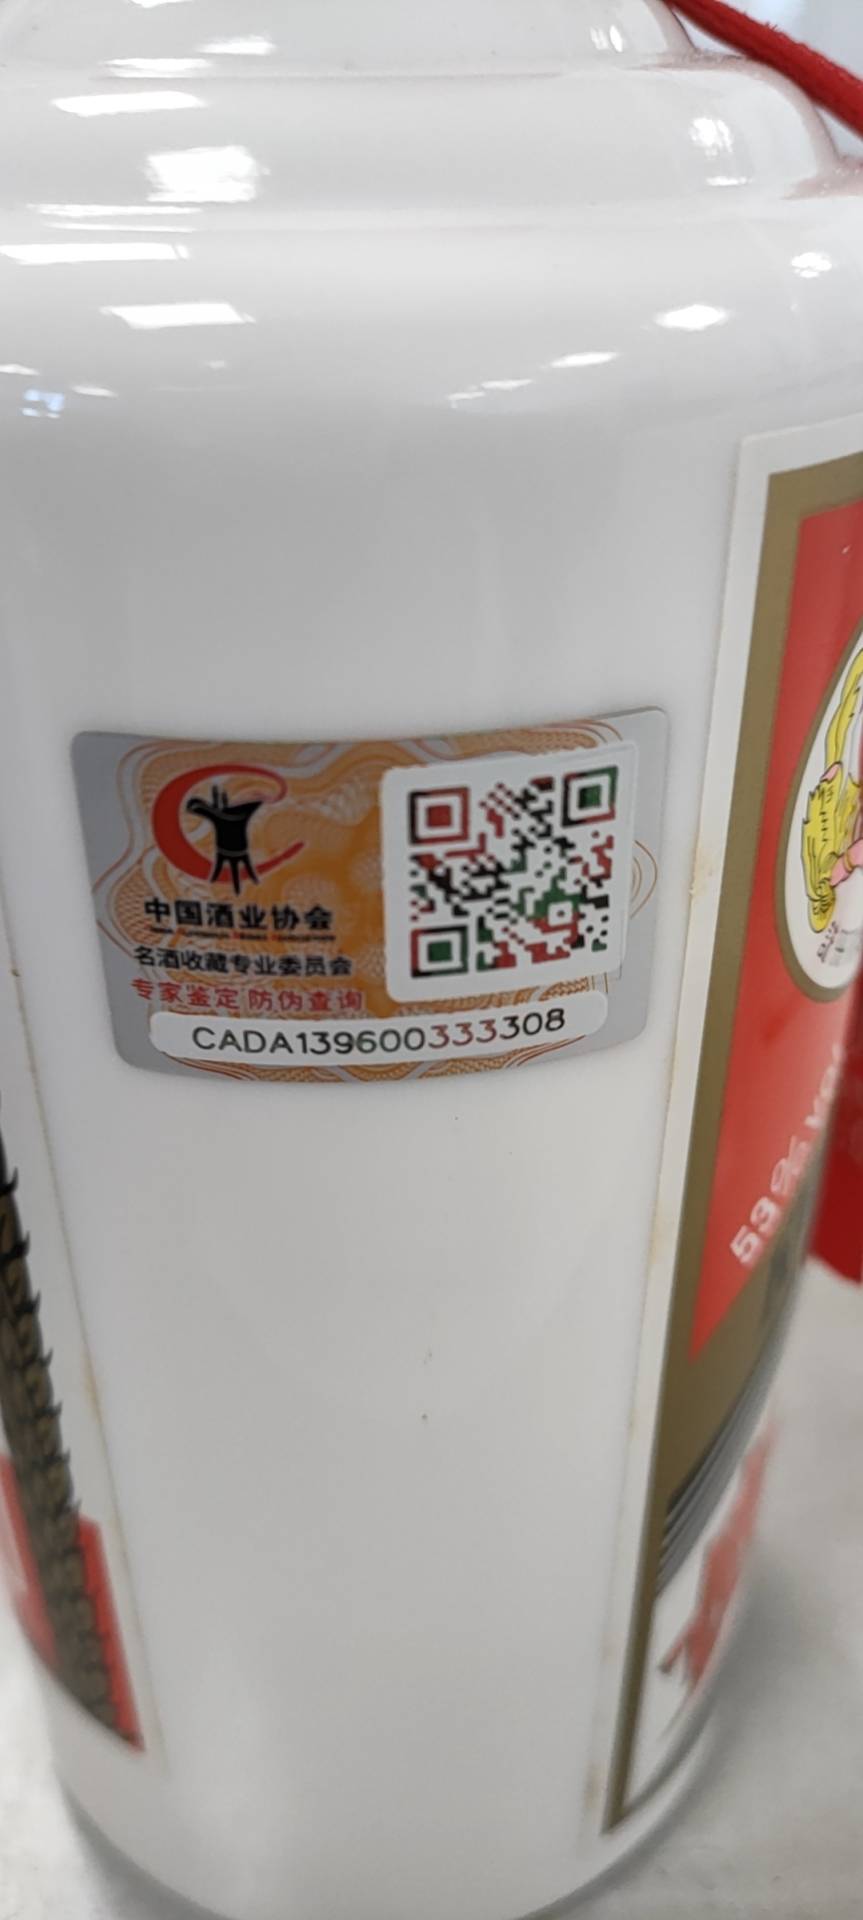 中国酒业协会
名酒收藏专业委员会
专家鉴定 防伪查询
CADA139600333308
53%